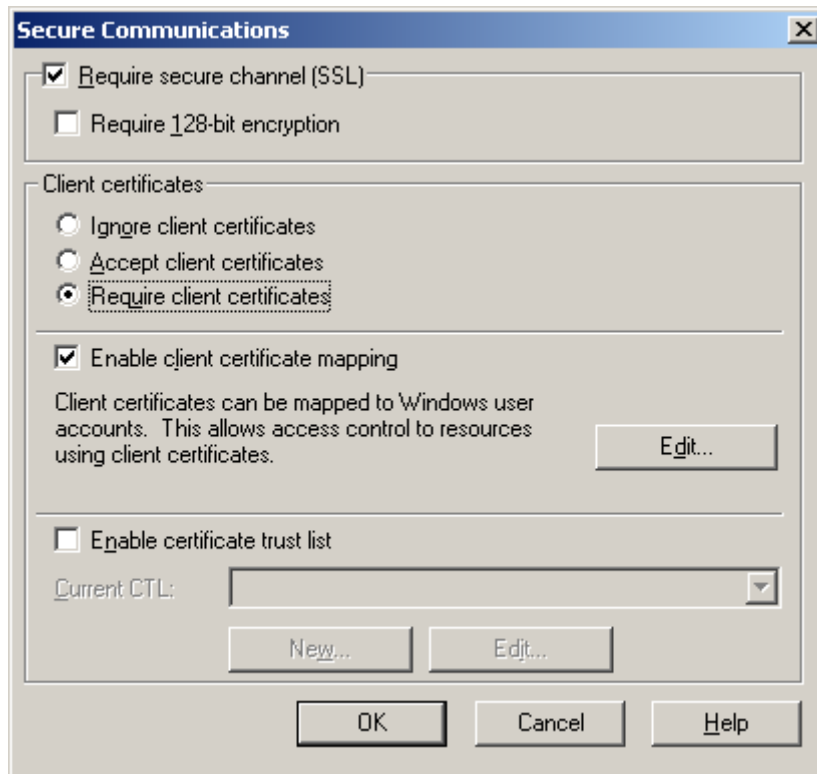 Secure Communications
Require secure channel (SSL)
Require 128-bit encryption
Client certificates
Ignore client certificates
Accept client certificates
Require client certificates
Enable client certificate mapping
Client certificates can be mapped to Windows user
accounts. This allows access control to resources
using client certificates.
Edit...
Enable certificate trust list
Current CTL:
New... Edit...
OK Cancel Help